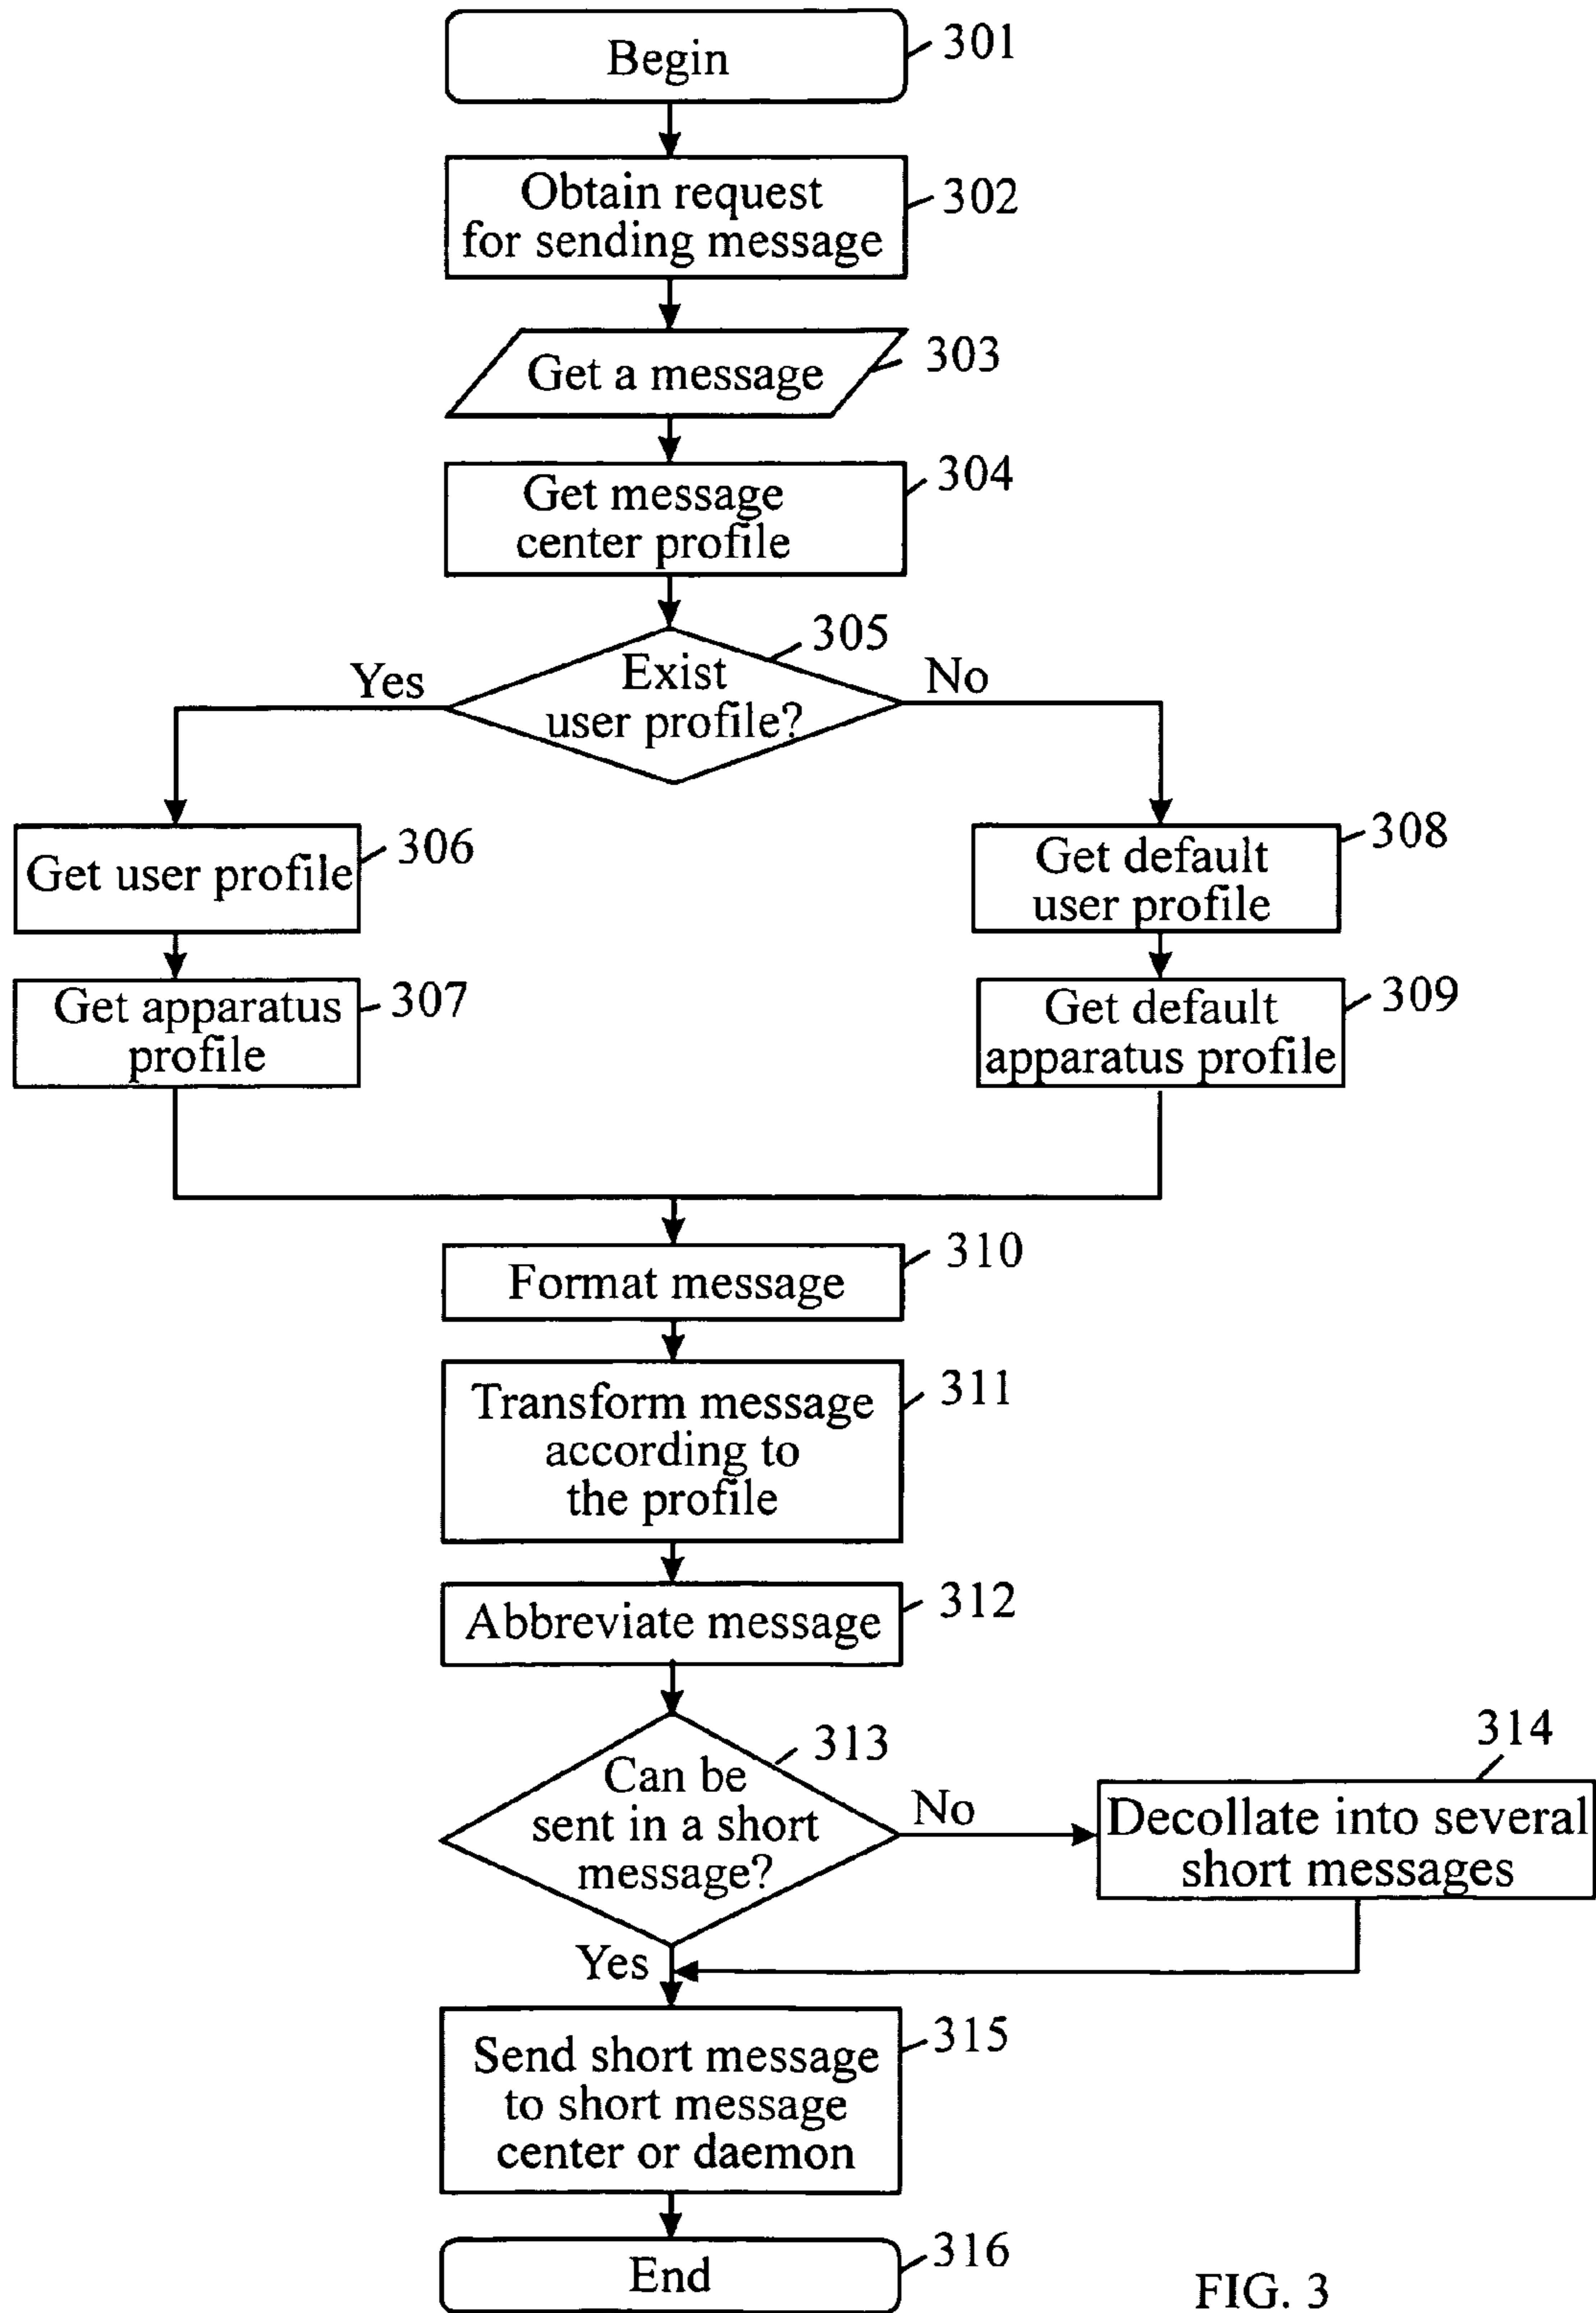 Begin
301
Obtain request
for sending message
302
Get a message
303
Get message
center profile
304
305
Exist
user profile?
Yes
No
Get user profile
306
Get default
user profile
308
Get apparatus
profile
307
Get default
apparatus profile
309
Format message
310
Transform message
according to
the profile
311
Abbreviate message
312
313
Can be
sent in a short
message?
No
314
Decollate into several
short messages
Yes
Send short message
to short message
center or daemon
315
End
316
FIG. 3